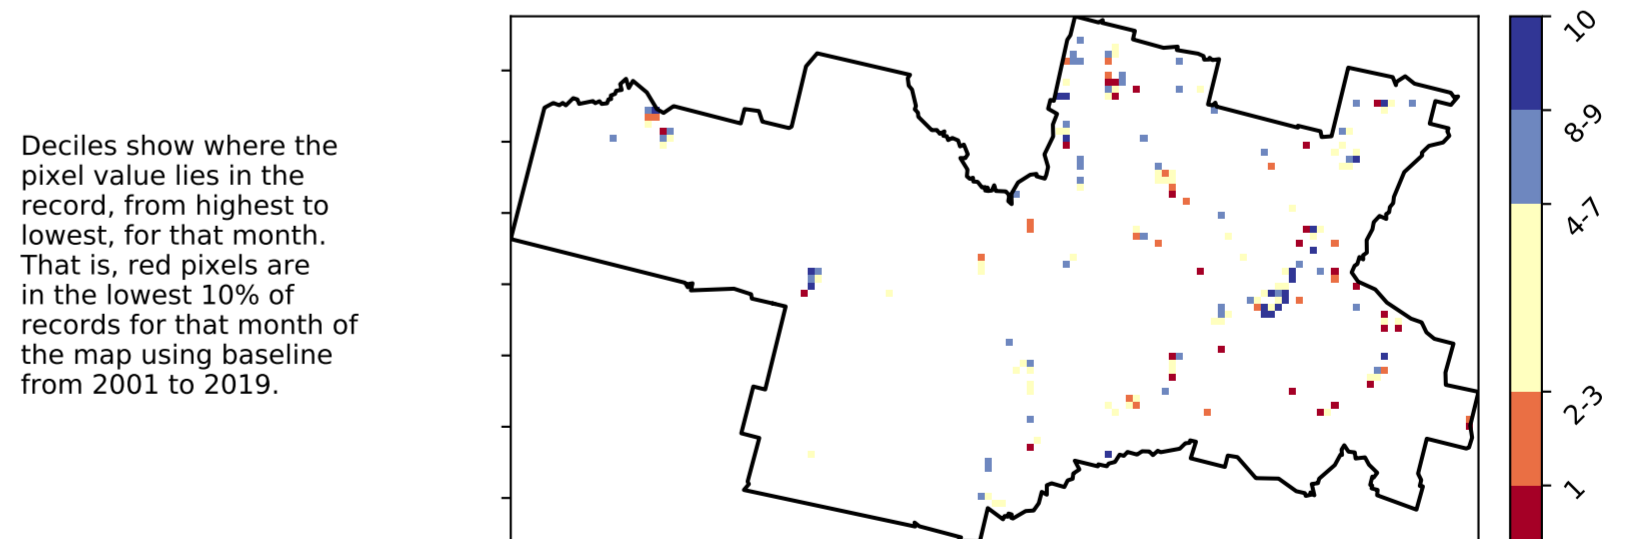 Deciles show where the
pixel value lies in the
record, from highest to
lowest, for that month.
That is, red pixels are
in the lowest 10% of
records for that month of
the map using baseline
from 2001 to 2019.
10
8-9
4-7
2-3
1